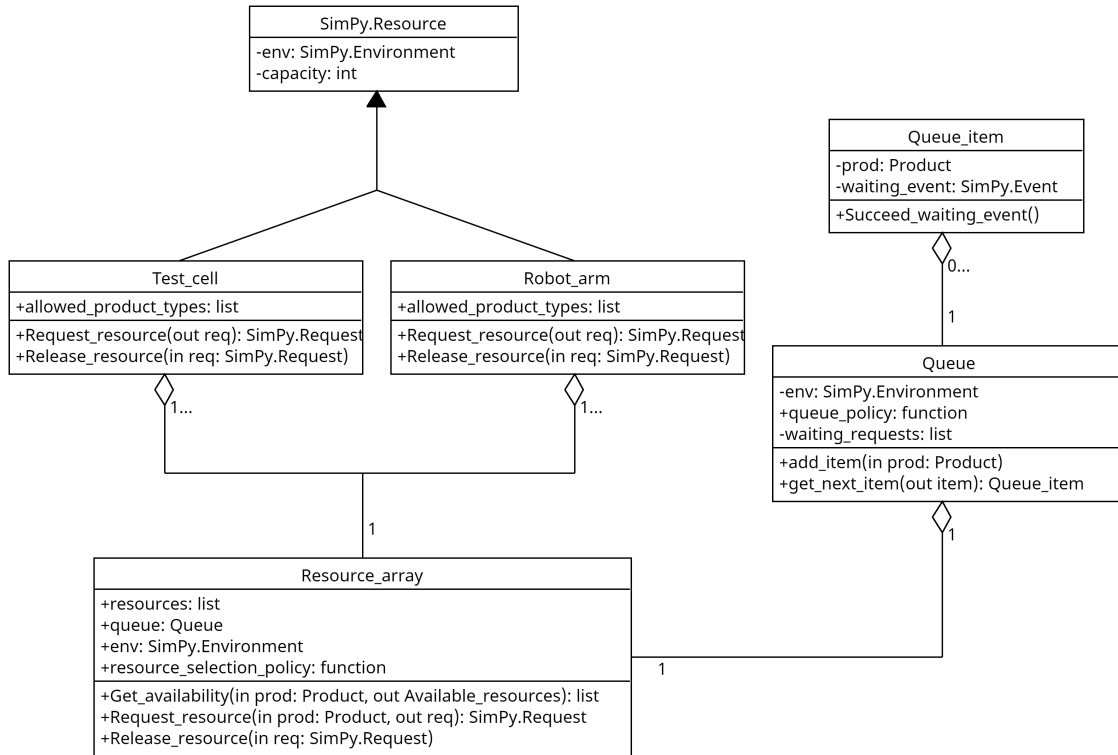 SimPy.Resource
-env: SimPy.Environment
-capacity: int
Queue_item
-prod: Product
-waiting_event: SimPy.Event
+Succeed_waiting_event()
0...
1
Test_cell
+allowed_product_types: list
+Request_resource(out req): SimPy.Request
+Release_resource(in req: SimPy.Request)
1...
Robot_arm
+allowed_product_types: list
+Request_resource(out req): SimPy.Request
+Release_resource(in req: SimPy.Request)
1...
Queue
-env: SimPy.Environment
+queue_policy: function
-waiting_requests: list
+add_item(in prod: Product)
+get_next_item(out item): Queue_item
1
1
Resource_array
+resources: list
+queue: Queue
+env: SimPy.Environment
+resource_selection_policy: function
+Get_availability(in prod: Product, out Available_resources): list
+Request_resource(in prod: Product, out req): SimPy.Request
+Release_resource(in req: SimPy.Request)
1